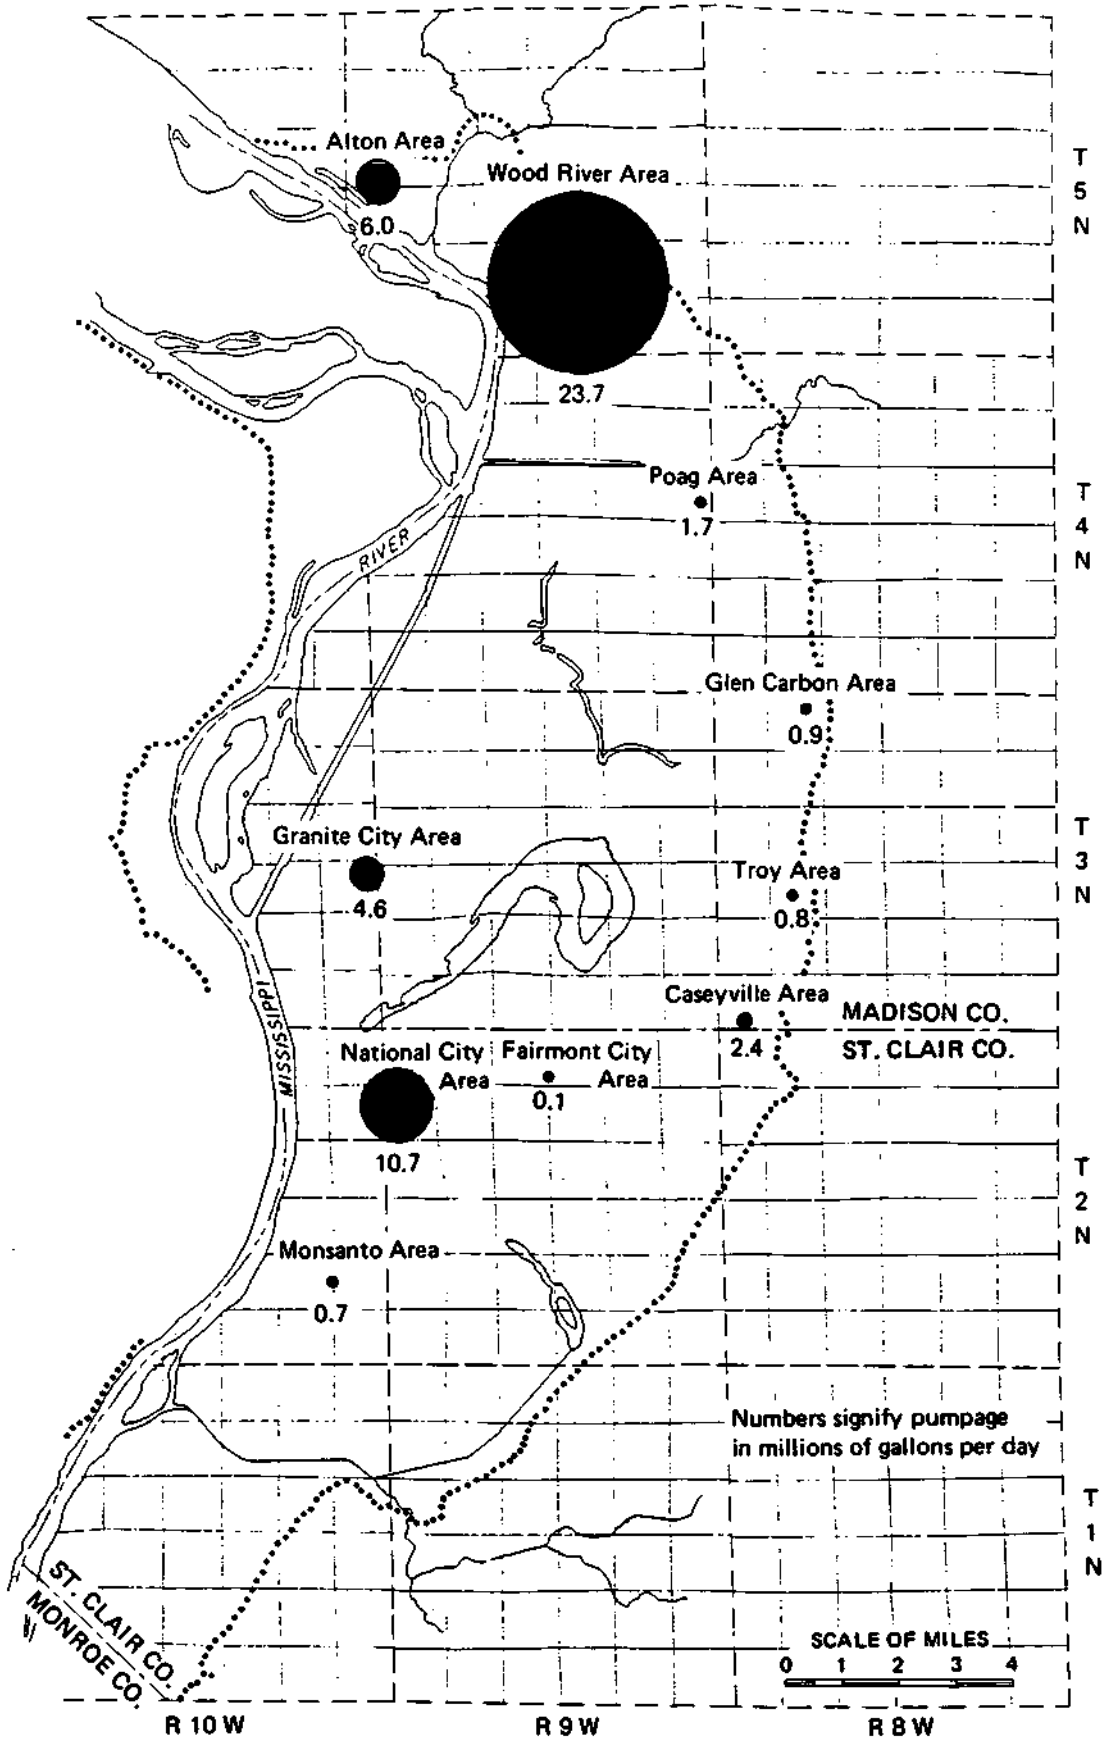 Alton Area
6.0
Wood River Area
23.7
T
5
N
Poag Area
1.7
T
4
N
RIVER
Glen Carbon Area
0.9
Granite City Area
4.6
Troy Area
0.8
T
3
N
MISSISSIPPI
Caseyville Area
2.4
MADISON CO.
ST. CLAIR CO.
National City
Area
10.7
Fairmont City
Area
0.1
T
2
N
Monsanto Area
0.7
Numbers signify pumpage
in millions of gallons per day
T
1
N
ST. CLAIR CO.
MONROE CO.
SCALE OF MILES
0 1 2 3 4
R 10 W
R 9 W
R 8 W